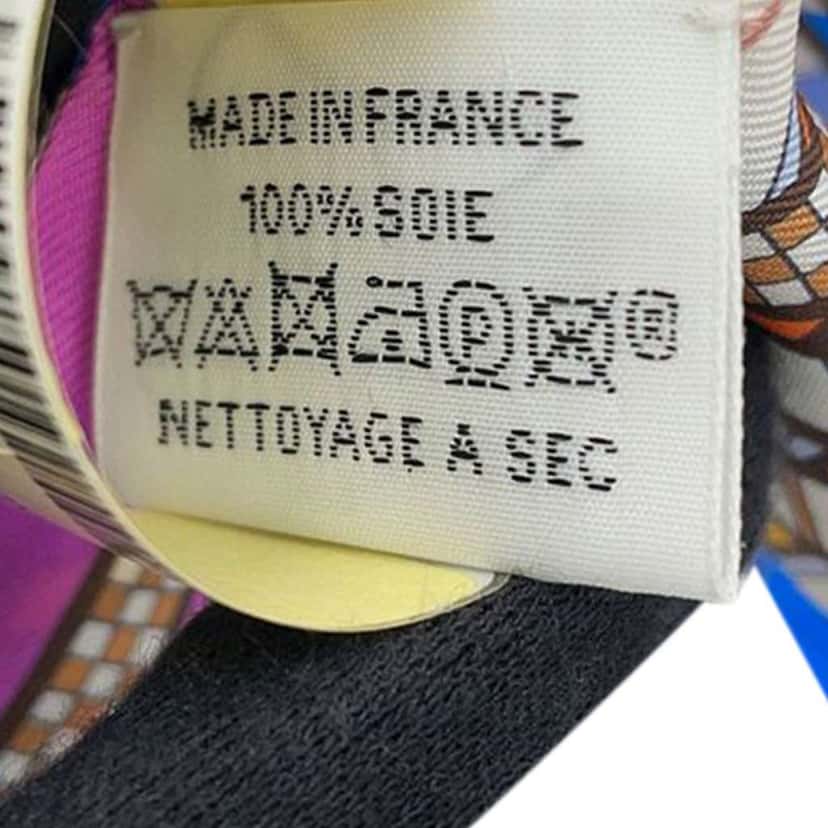 MADE IN FRANCE
100% SOIE
P ®
NETTOYAGE A SEC